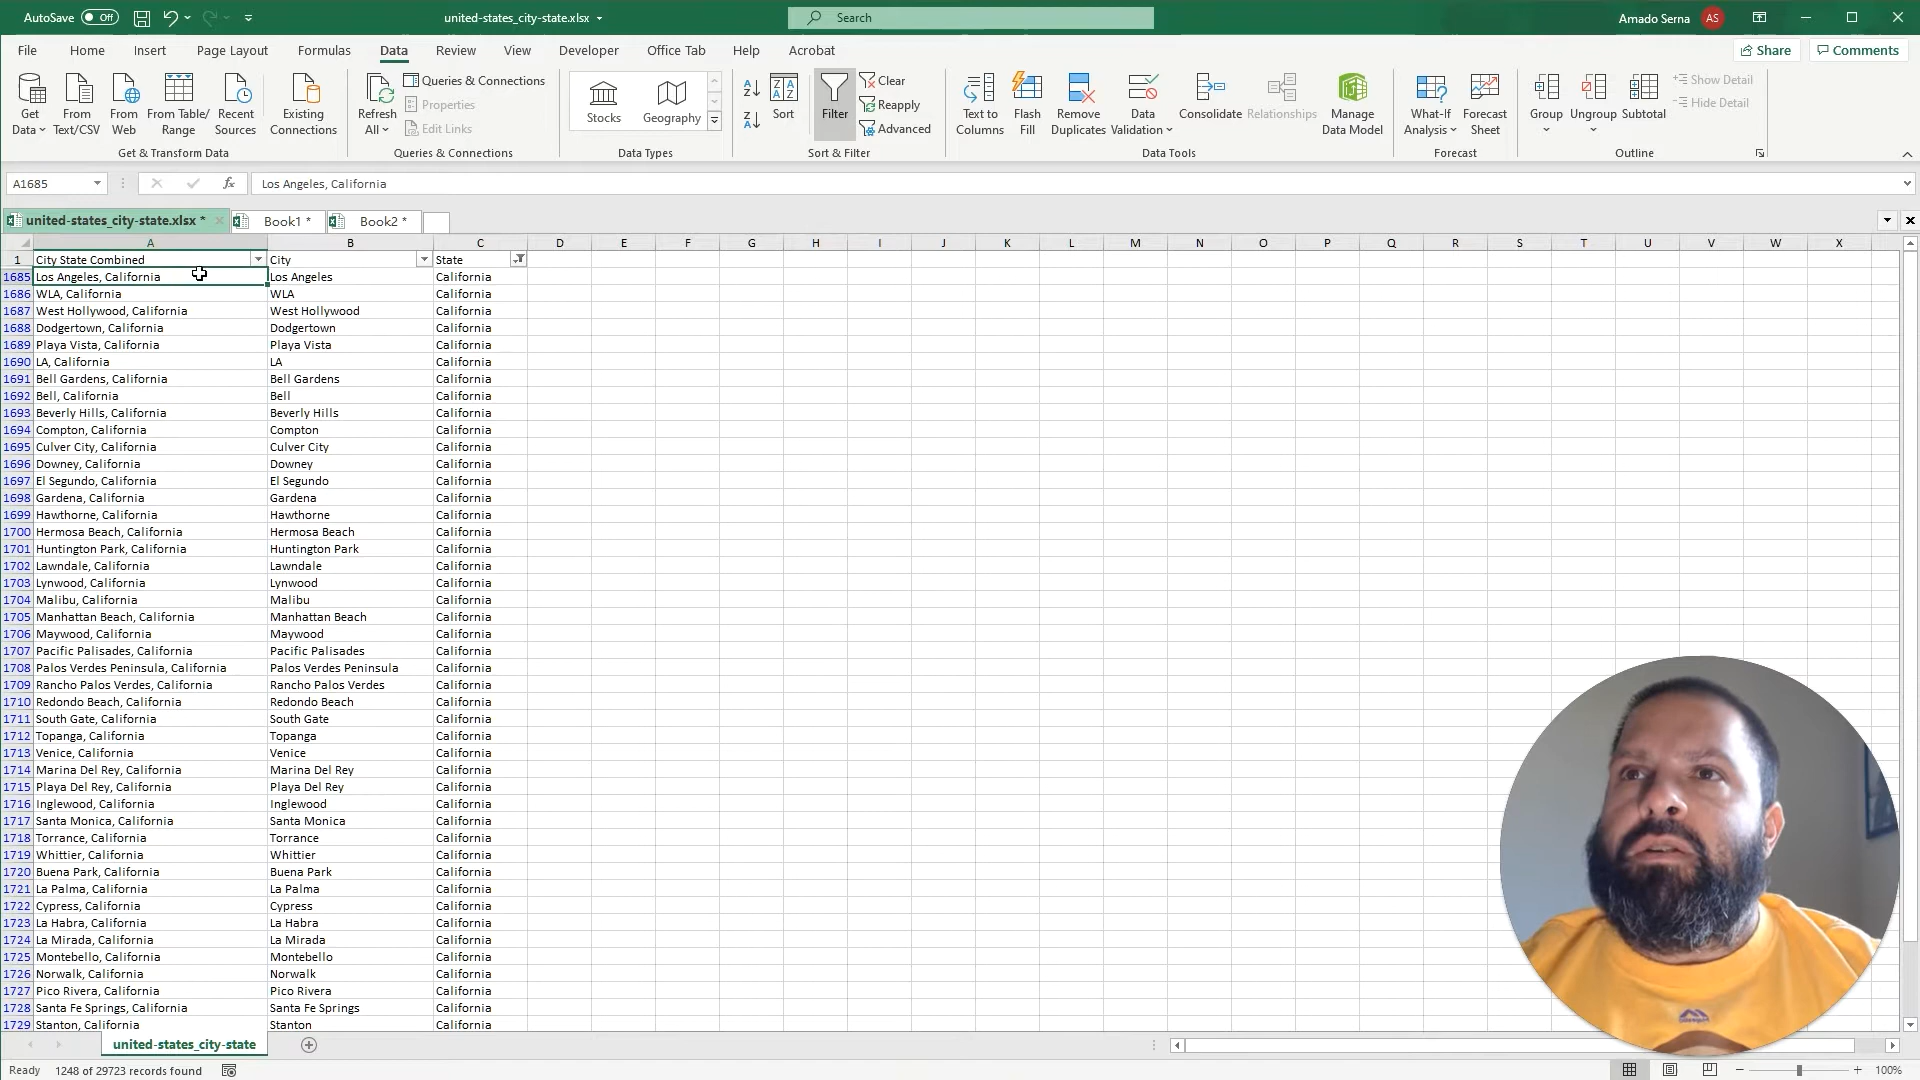 AutoSave Off united-states_city-state.xlsx Search Amado Serna AS
File Home Insert Page Layout Formulas Data Review View Developer Office Tab Help Acrobat Share Comments
Get Data From Text/CSV From Web From Table/ Range Recent Sources Existing Connections
Refresh All Queries & Connections Properties Edit Links
Stocks Geography
Sort Filter Clear Reapply Advanced
Text to Columns Flash Fill Remove Duplicates Data Validation Consolidate Relationships Manage Data Model
What-If Analysis Forecast Sheet
Group Ungroup Subtotal Show Detail Hide Detail
Get & Transform Data Queries & Connections Data Types Sort & Filter Data Tools Forecast Outline
A1685 fx Los Angeles, California
united-states_city-state.xlsx * Book1 * Book2 *
A B C D E F G H I J K L M N O P Q R S T U V W X
1 City State Combined City State
1685 Los Angeles, California Los Angeles California
1686 WLA, California WLA California
1687 West Hollywood, California West Hollywood California
1688 Dodgertown, California Dodgertown California
1689 Playa Vista, California Playa Vista California
1690 LA, California LA California
1691 Bell Gardens, California Bell Gardens California
1692 Bell, California Bell California
1693 Beverly Hills, California Beverly Hills California
1694 Compton, California Compton California
1695 Culver City, California Culver City California
1696 Downey, California Downey California
1697 El Segundo, California El Segundo California
1698 Gardena, California Gardena California
1699 Hawthorne, California Hawthorne California
1700 Hermosa Beach, California Hermosa Beach California
1701 Huntington Park, California Huntington Park California
1702 Lawndale, California Lawndale California
1703 Lynwood, California Lynwood California
1704 Malibu, California Malibu California
1705 Manhattan Beach, California Manhattan Beach California
1706 Maywood, California Maywood California
1707 Pacific Palisades, California Pacific Palisades California
1708 Palos Verdes Peninsula, California Palos Verdes Peninsula California
1709 Rancho Palos Verdes, California Rancho Palos Verdes California
1710 Redondo Beach, California Redondo Beach California
1711 South Gate, California South Gate California
1712 Topanga, California Topanga California
1713 Venice, California Venice California
1714 Marina Del Rey, California Marina Del Rey California
1715 Playa Del Rey, California Playa Del Rey California
1716 Inglewood, California Inglewood California
1717 Santa Monica, California Santa Monica California
1718 Torrance, California Torrance California
1719 Whittier, California Whittier California
1720 Buena Park, California Buena Park California
1721 La Palma, California La Palma California
1722 Cypress, California Cypress California
1723 La Habra, California La Habra California
1724 La Mirada, California La Mirada California
1725 Montebello, California Montebello California
1726 Norwalk, California Norwalk California
1727 Pico Rivera, California Pico Rivera California
1728 Santa Fe Springs, California Santa Fe Springs California
1729 Stanton, California Stanton California
united-states_city-state
Ready 1248 of 29723 records found 100%